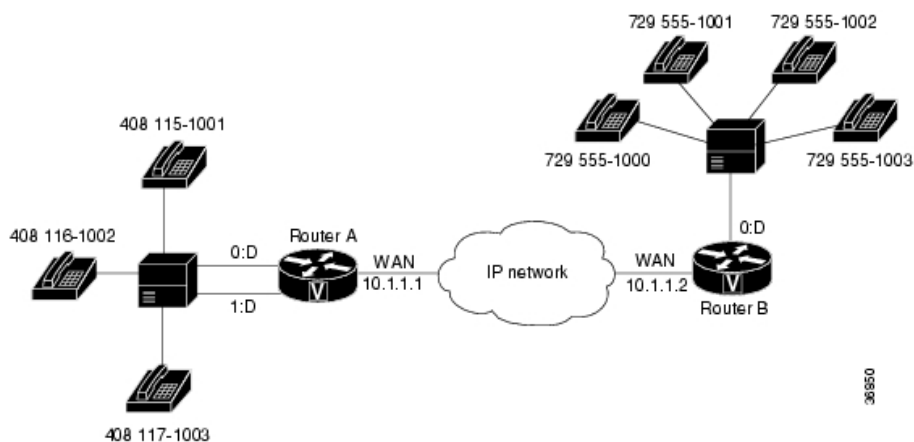 729 555-1001
729 555-1002
408 115-1001
729 555-1000
729 555-1003
408 116-1002
0:D
Router A
WAN
10.1.1.1
IP network
WAN
10.1.1.2
0:D
1:D
V
V
Router B
408 117-1003
36950